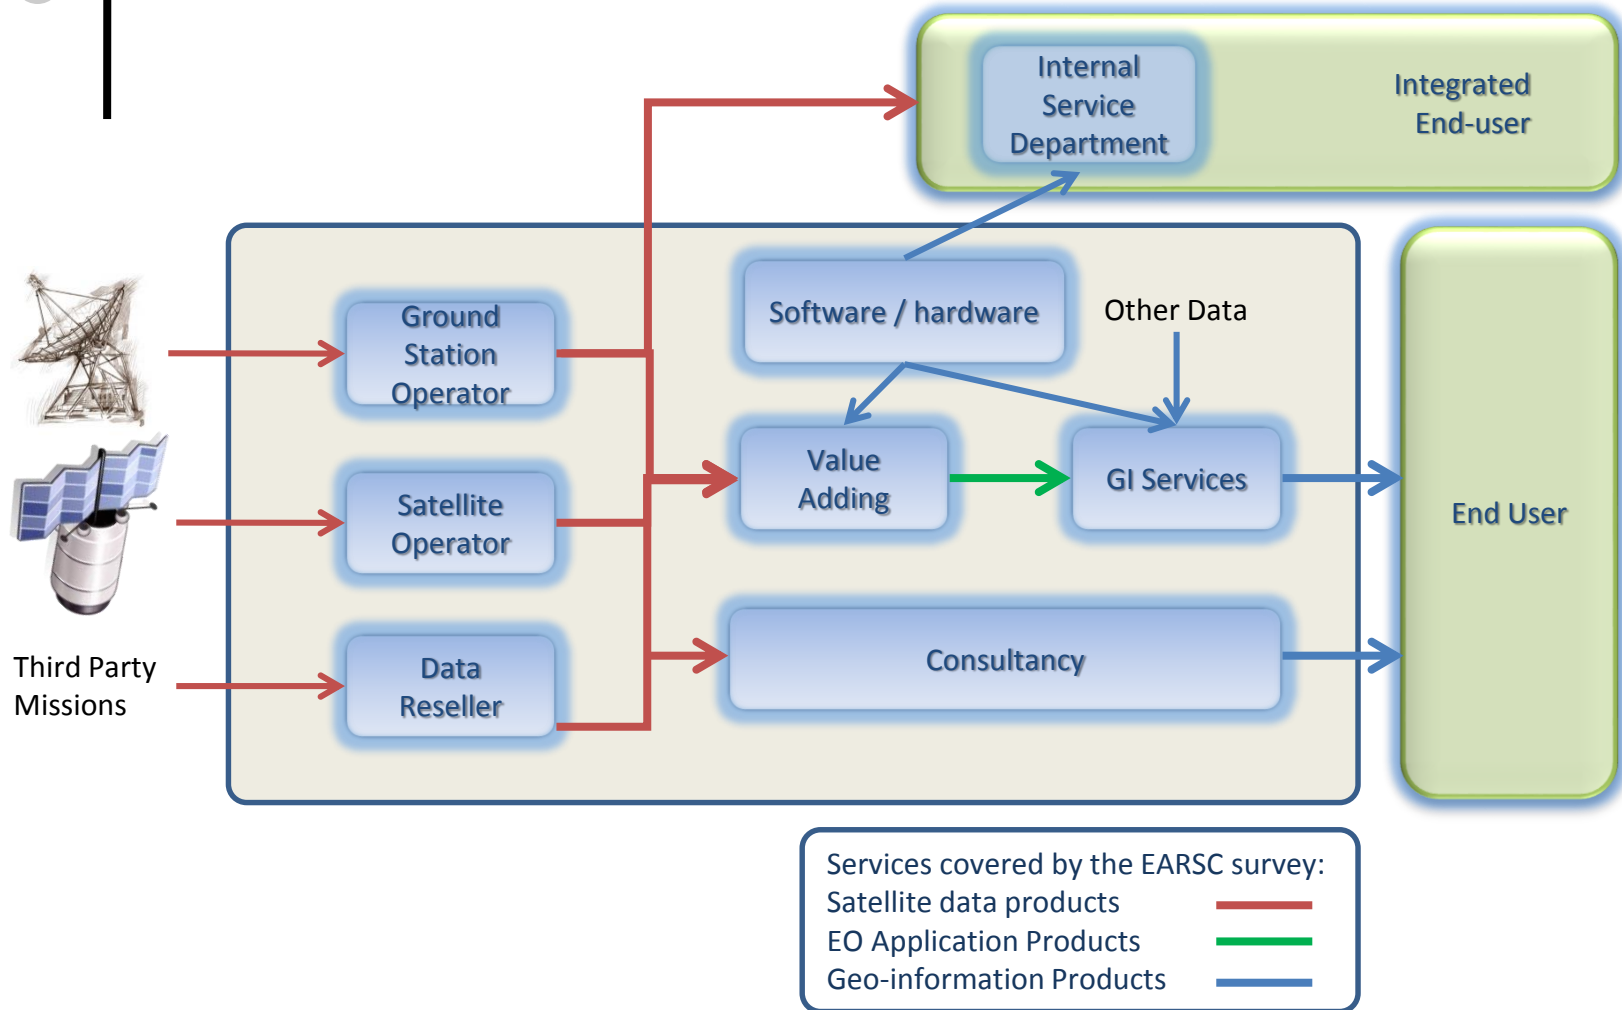 Internal
Service
Department
Integrated
End-user
Ground
Station
Operator
Software / hardware
Other Data
Value
Adding
GI Services
Satellite
Operator
End User
Third Party
Missions
Data
Reseller
Consultancy
Services covered by the EARSC survey:
Satellite data products
EO Application Products
Geo-information Products